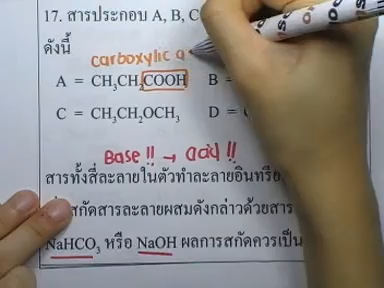 17. สารประกอบ A, B, C
ดังนี้
carboxylic a
A = CH₃CH₂COOH B =
C = CH₃CH₂OCH₃ D =
Base !! → acid !!
สารทั้งสี่ละลายในตัวทำละลายอินทรีย์
สกัดสารละลายผสมดังกล่าวด้วยสาร
NaHCO₃ หรือ NaOH ผลการสกัดควรเป็น